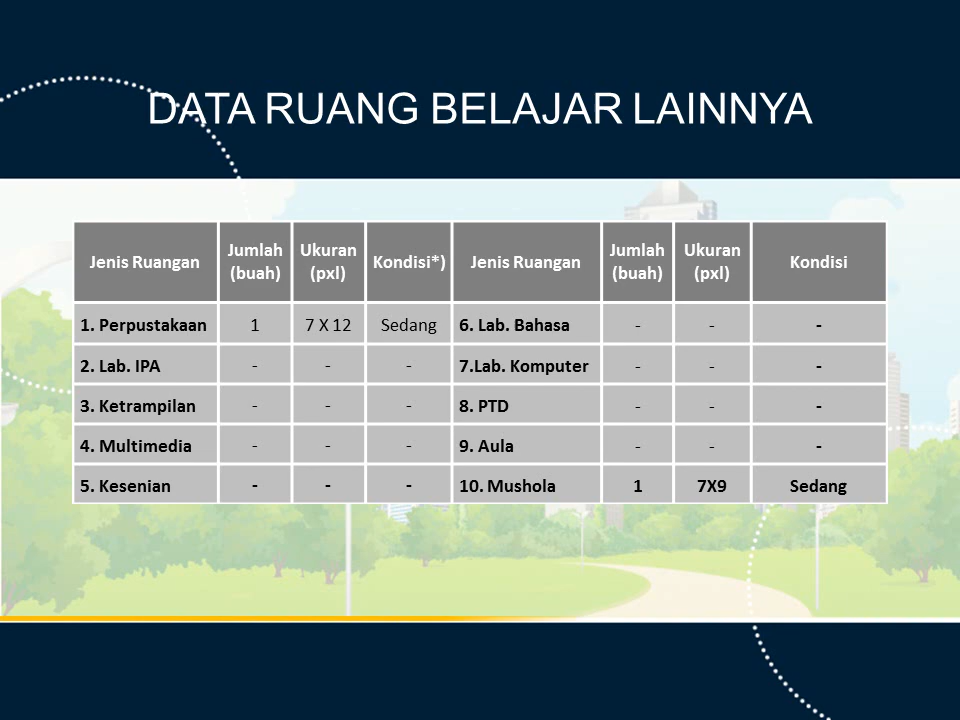 DATA RUANG BELAJAR LAINNYA
Jenis Ruangan Jumlah (buah) Ukuran (pxl) Kondisi*) Jenis Ruangan Jumlah (buah) Ukuran (pxl) Kondisi
1. Perpustakaan 1 7 X 12 Sedang 6. Lab. Bahasa - - -
2. Lab. IPA - - - 7.Lab. Komputer - - -
3. Ketrampilan - - - 8. PTD - - -
4. Multimedia - - - 9. Aula - - -
5. Kesenian - - - 10. Mushola 1 7X9 Sedang